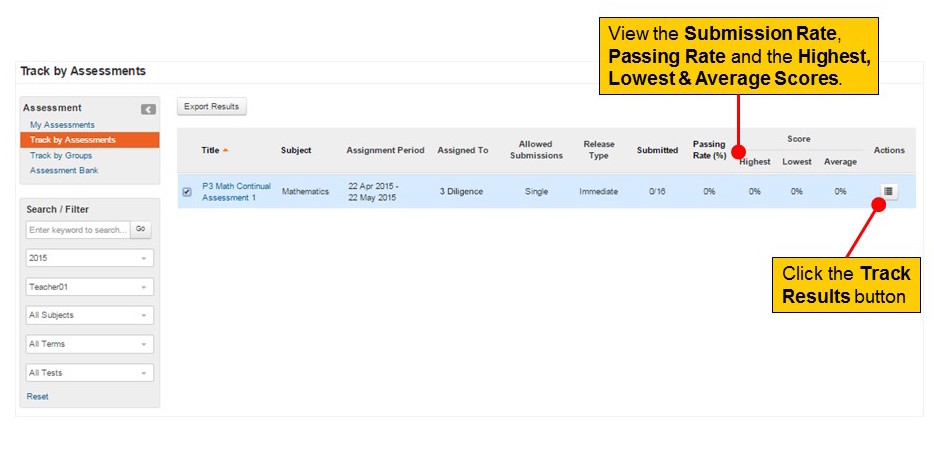 View the Submission Rate,
Passing Rate and the Highest,
Lowest & Average Scores.
Track by Assessments
Assessment
My Assessments
Track by Assessments
Track by Groups
Assessment Bank
Search / Filter
Enter keyword to search... Go
2015
Teacher01
All Subjects
All Terms
All Tests
Reset
Export Results
Title Subject Assignment Period Assigned To Allowed Submissions Release Type Submitted Passing Rate (%) Score Highest Lowest Average Actions
P3 Math Continual Assessment 1 Mathematics 22 Apr 2015 - 22 May 2015 3 Diligence Single Immediate 0/16 0% 0% 0% 0%
Click the Track
Results button